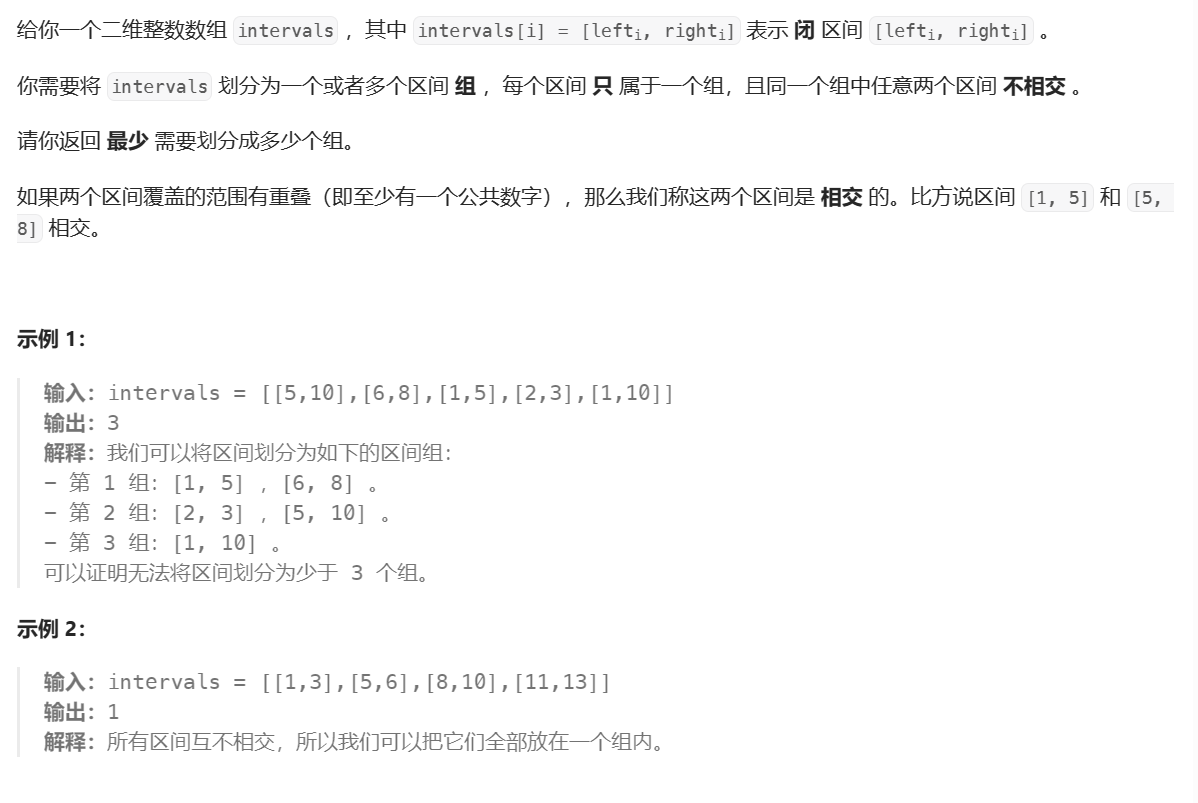 给你一个二维整数数组 intervals ，其中 intervals[i] = [lefti, righti] 表示 闭 区间 [lefti, righti] 。
你需要将 intervals 划分为一个或者多个区间 组 ，每个区间 只 属于一个组，且同一个组中任意两个区间 不相交 。
请你返回 最少 需要划分成多少个组。
如果两个区间覆盖的范围有重叠（即至少有一个公共数字），那么我们称这两个区间是 相交 的。比方说区间 [1, 5] 和 [5,
8] 相交。
示例 1：
输入：intervals = [[5,10],[6,8],[1,5],[2,3],[1,10]]
输出：3
解释：我们可以将区间划分为如下的区间组：
- 第 1 组：[1, 5] ，[6, 8] 。
- 第 2 组：[2, 3] ，[5, 10] 。
- 第 3 组：[1, 10] 。
可以证明无法将区间划分为少于 3 个组。
示例 2：
输入：intervals = [[1,3],[5,6],[8,10],[11,13]]
输出：1
解释：所有区间互不相交，所以我们可以把它们全部放在一个组内。